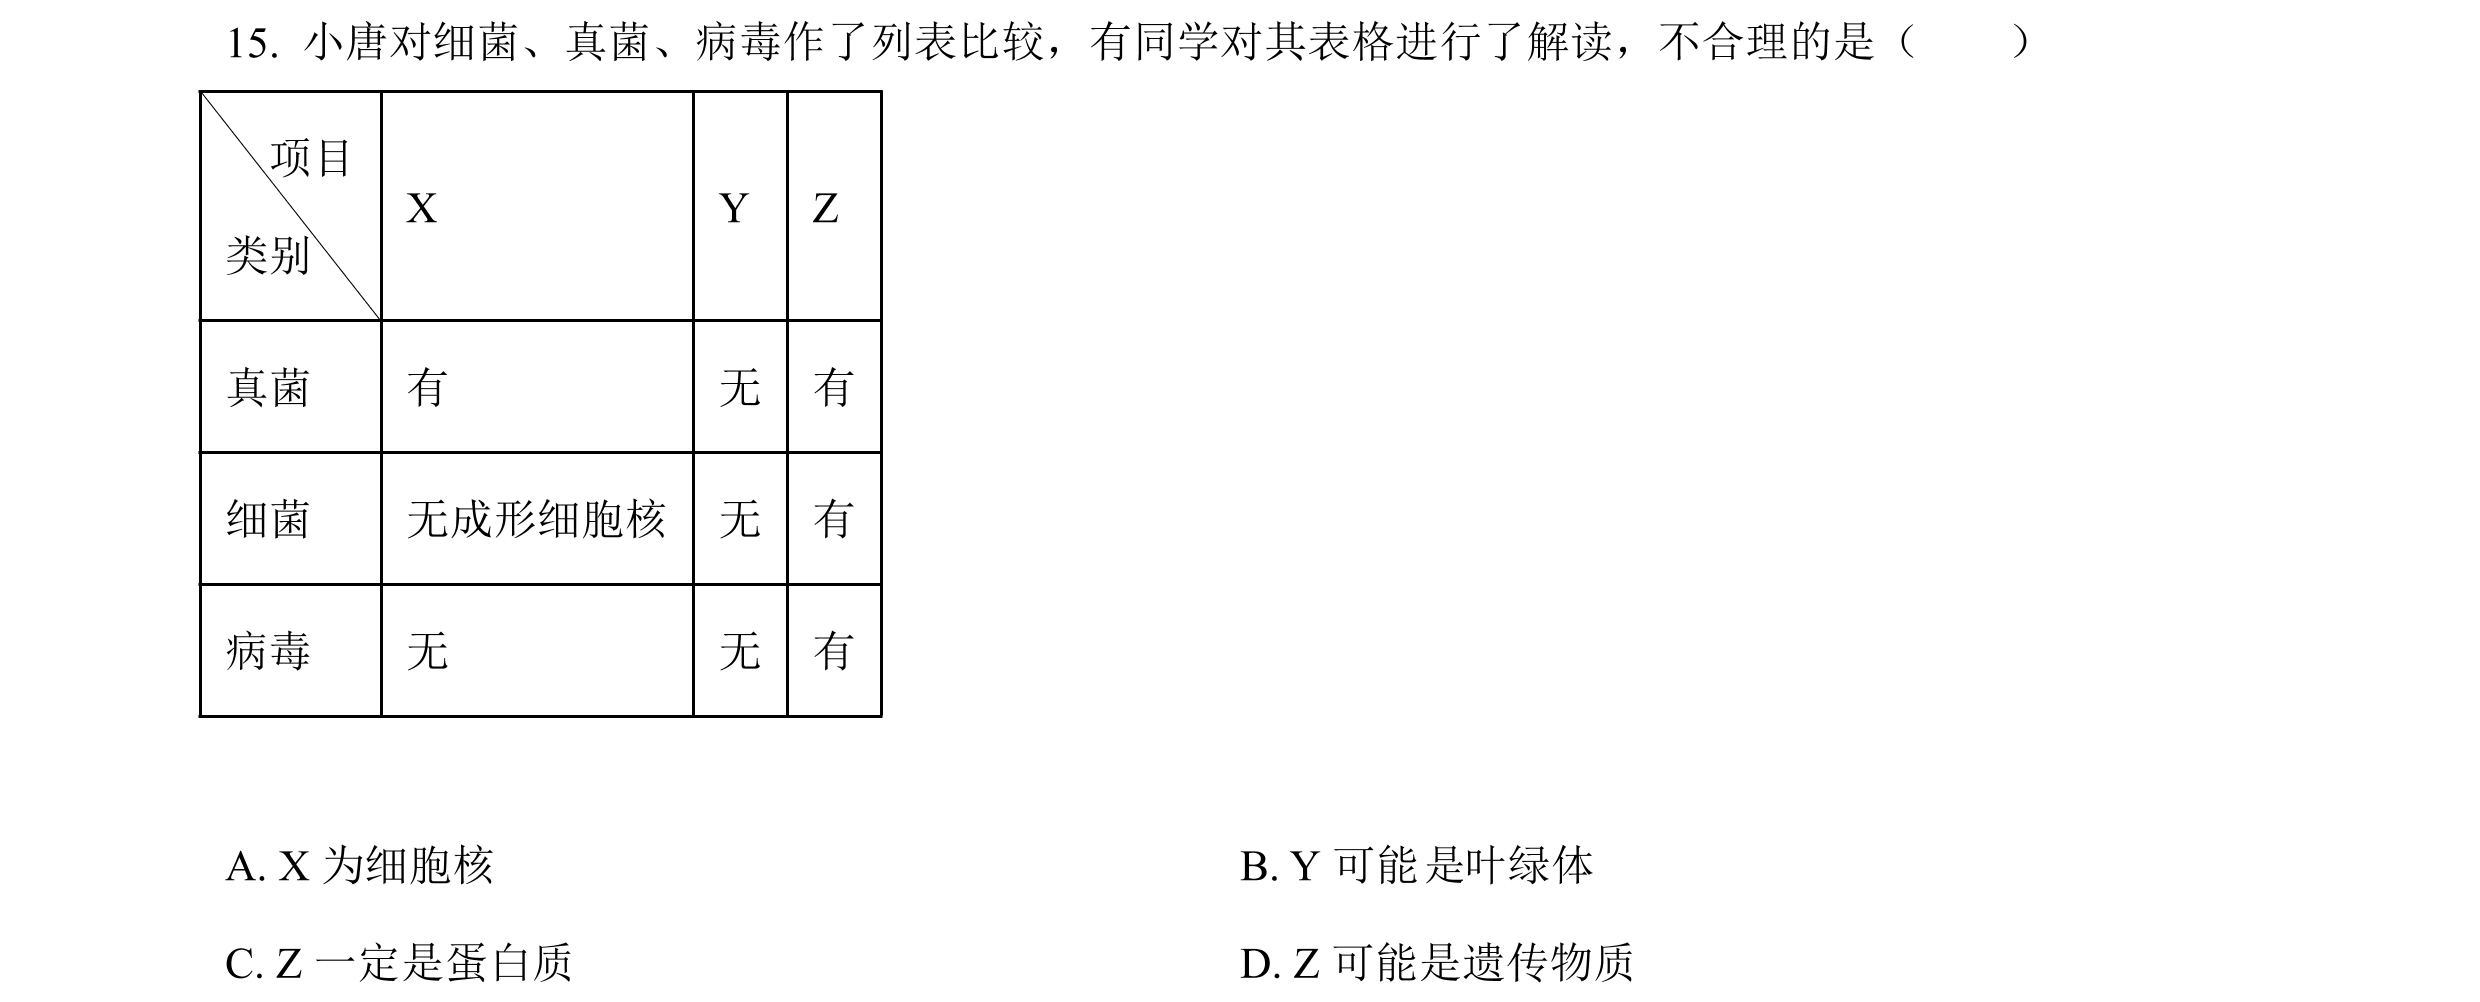 15. 小唐对细菌、真菌、病毒作了列表比较，有同学对其表格进行了解读，不合理的是（　　）
项目
类别
X Y Z
真菌 有 无 有
细菌 无成形细胞核 无 有
病毒 无 无 有
A. X 为细胞核 B. Y 可能是叶绿体
C. Z 一定是蛋白质 D. Z 可能是遗传物质